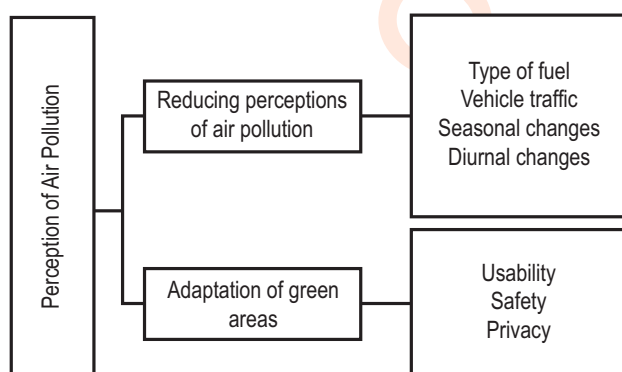 Perception of Air Pollution
Reducing perceptions
of air pollution
Type of fuel
Vehicle traffic
Seasonal changes
Diurnal changes
Adaptation of green
areas
Usability
Safety
Privacy